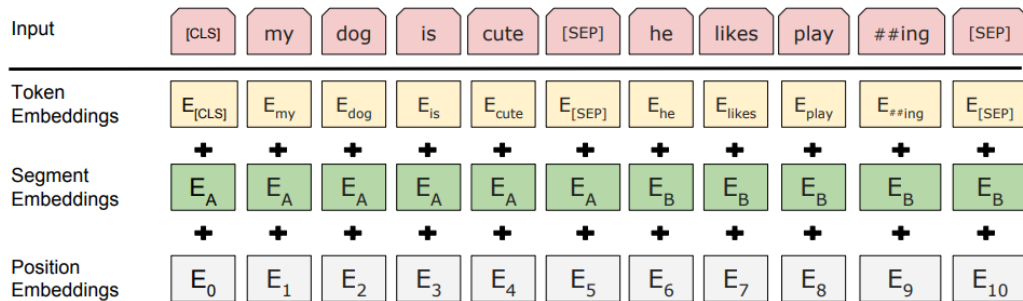 Input [CLS] my dog is cute [SEP] he likes play ##ing [SEP]
Token
Embeddings E[CLS] Emy Edog Eis Ecute E[SEP] Ehe Elikes Eplay E##ing E[SEP]
+ + + + + + + + + + +
Segment
Embeddings EA EA EA EA EA EA EB EB EB EB EB
+ + + + + + + + + + +
Position
Embeddings E0 E1 E2 E3 E4 E5 E6 E7 E8 E9 E10